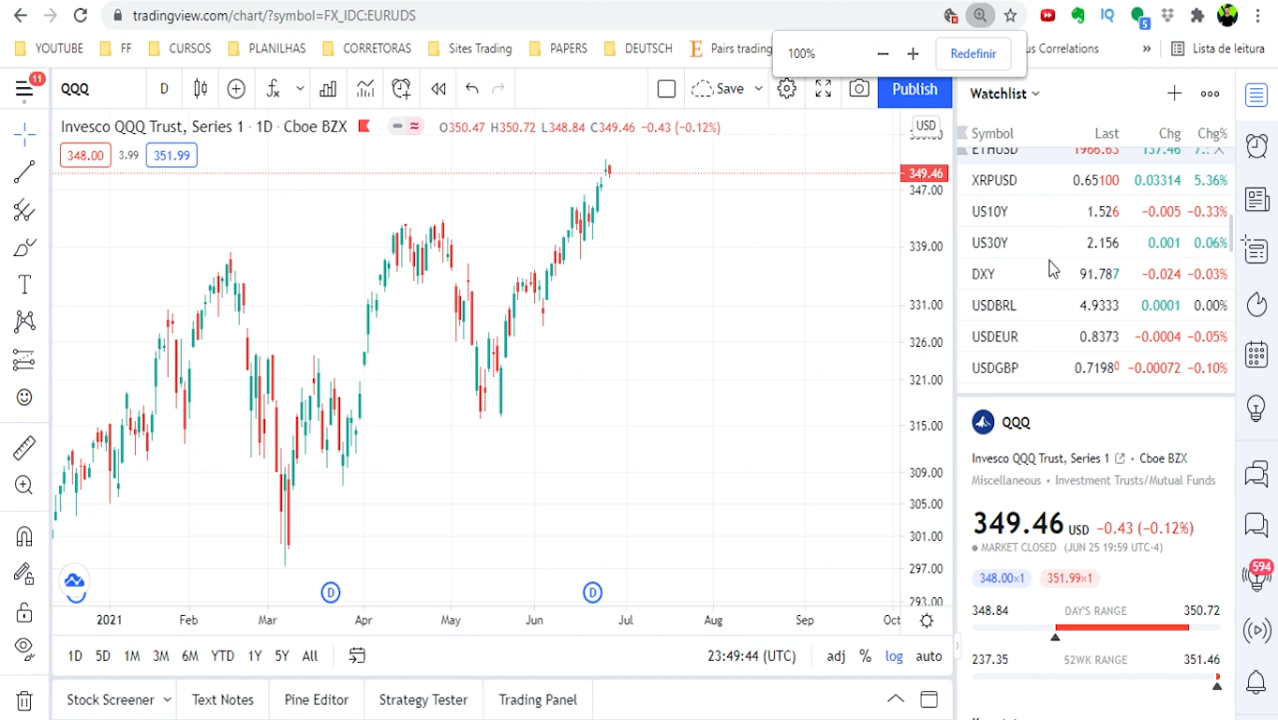 tradingview.com/chart/?symbol=FX_IDC:EURUDS
YOUTUBE FF CURSOS PLANILHAS CORRETORAS Sites Trading PAPERS DEUTSCH Pairs trading us Correlations » Lista de leitura
100% Redefinir
11 QQQ D Save Publish
Watchlist
Invesco QQQ Trust, Series 1 · 1D · Cboe BZX O350.47 H350.72 L348.84 C349.46 −0.43 (−0.12%)
348.00 3.99 351.99
USD
349.46
347.00
339.00
331.00
326.00
321.00
315.00
309.00
305.00
301.00
297.00
293.00
D D
2021 Feb Mar Apr May Jun Jul Aug Sep Oct
1D 5D 1M 3M 6M YTD 1Y 5Y All 23:49:44 (UTC) adj % log auto
Stock Screener Text Notes Pine Editor Strategy Tester Trading Panel
Symbol Last Chg Chg%
ETHUSD 1966.63 137.46
XRPUSD 0.65100 0.03314 5.36%
US10Y 1.526 −0.005 −0.33%
US30Y 2.156 0.001 0.06%
DXY 91.787 −0.024 −0.03%
USDBRL 4.9333 0.0001 0.00%
USDEUR 0.8373 −0.0004 −0.05%
USDGBP 0.7198⁰ −0.00072 −0.10%
QQQ
Invesco QQQ Trust, Series 1 • Cboe BZX
Miscellaneous • Investment Trusts/Mutual Funds
349.46 USD −0.43 (−0.12%)
MARKET CLOSED (JUN 25 19:59 UTC-4)
348.00×1 351.99×1
348.84 DAY'S RANGE 350.72
237.35 52WK RANGE 351.46
5
594